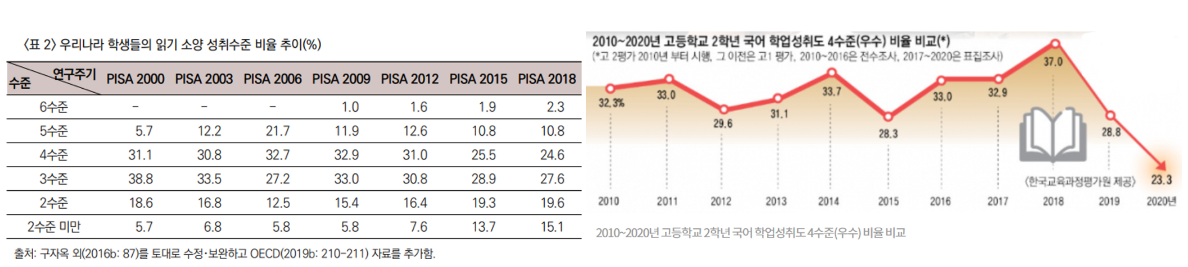 <표 2> 우리나라 학생들의 읽기 소양 성취수준 비율 추이(%)
연구주기 수준 PISA 2000 PISA 2003 PISA 2006 PISA 2009 PISA 2012 PISA 2015 PISA 2018
6수준 – – – 1.0 1.6 1.9 2.3
5수준 5.7 12.2 21.7 11.9 12.6 10.8 10.8
4수준 31.1 30.8 32.7 32.9 31.0 25.5 24.6
3수준 38.8 33.5 27.2 33.0 30.8 28.9 27.6
2수준 18.6 16.8 12.5 15.4 16.4 19.3 19.6
2수준 미만 5.7 6.8 5.8 5.8 7.6 13.7 15.1
출처: 구자옥 외(2016b: 87)를 토대로 수정·보완하고 OECD(2019b: 210-211) 자료를 추가함.
2010~2020년 고등학교 2학년 국어 학업성취도 4수준(우수) 비율 비교(*)
(*고 2평가 2010년 부터 시행, 그 이전은 고1 평가, 2010~2016은 전수조사, 2017~2020은 표집조사)
32.3% 33.0 29.6 31.1 33.7 28.3 33.0 32.9 37.0 28.8 23.3
<한국교육과정평가원 제공>
2010 2011 2012 2013 2014 2015 2016 2017 2018 2019 2020년
2010~2020년 고등학교 2학년 국어 학업성취도 4수준(우수) 비율 비교